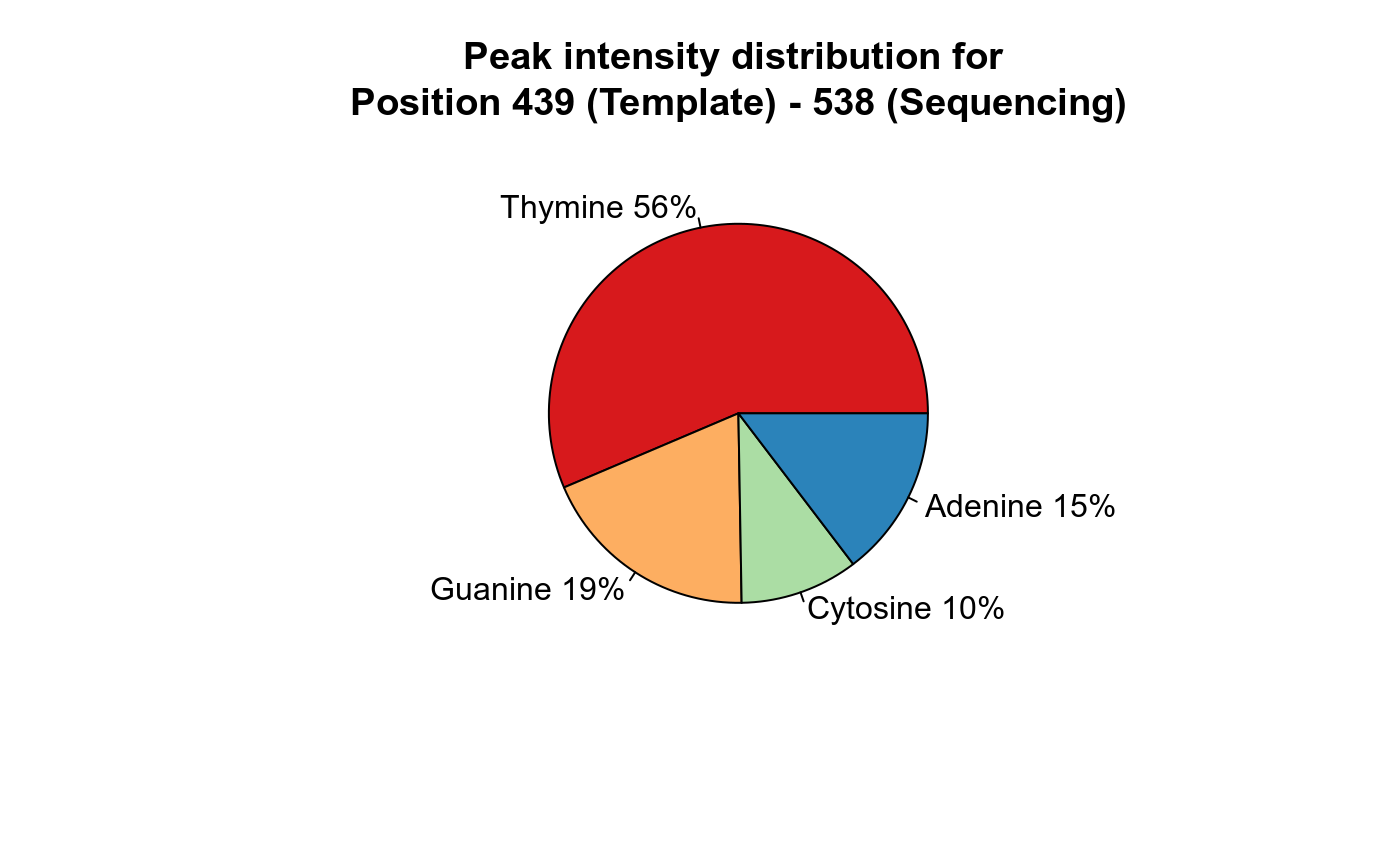 Peak intensity distribution for
Position 439 (Template) - 538 (Sequencing)
Thymine 56%
Adenine 15%
Guanine 19%
Cytosine 10%